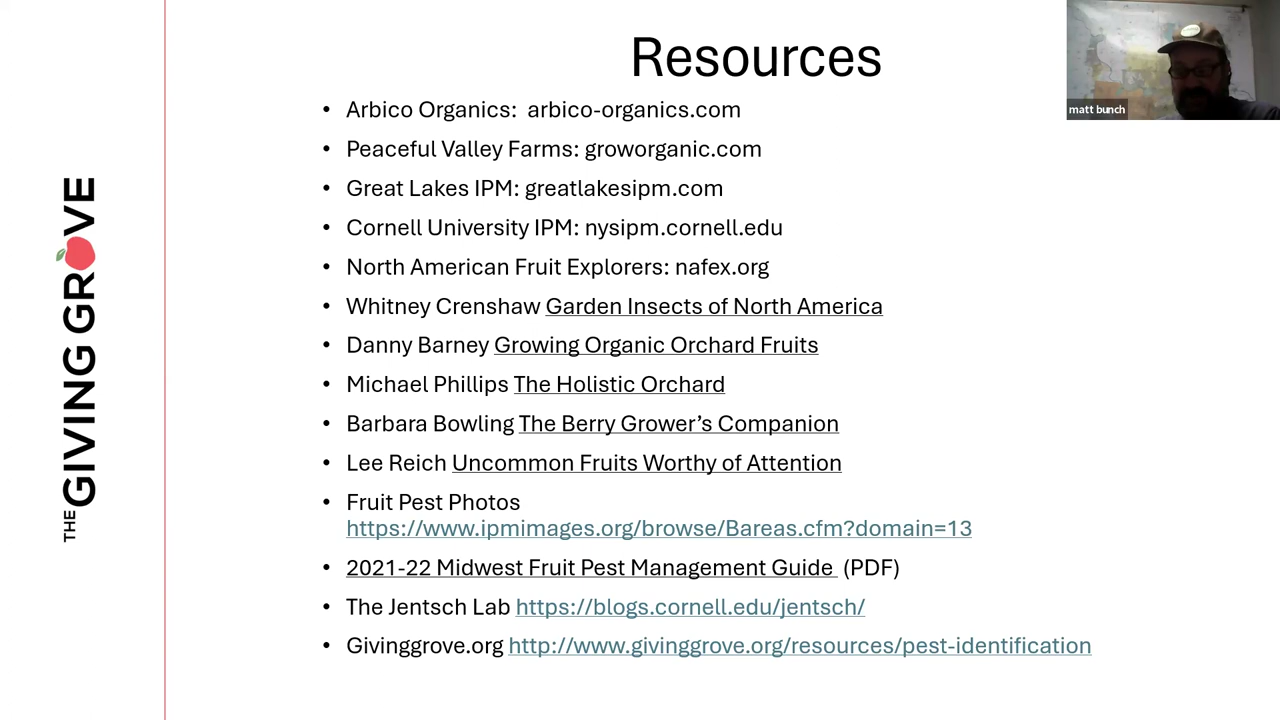 Resources
matt bunch
THE GIVING GROVE
• Arbico Organics:  arbico-organics.com
• Peaceful Valley Farms: groworganic.com
• Great Lakes IPM: greatlakesipm.com
• Cornell University IPM: nysipm.cornell.edu
• North American Fruit Explorers: nafex.org
• Whitney Crenshaw Garden Insects of North America
• Danny Barney Growing Organic Orchard Fruits
• Michael Phillips The Holistic Orchard
• Barbara Bowling The Berry Grower’s Companion
• Lee Reich Uncommon Fruits Worthy of Attention
• Fruit Pest Photos
https://www.ipmimages.org/browse/Bareas.cfm?domain=13
• 2021-22 Midwest Fruit Pest Management Guide  (PDF)
• The Jentsch Lab https://blogs.cornell.edu/jentsch/
• Givinggrove.org http://www.givinggrove.org/resources/pest-identification